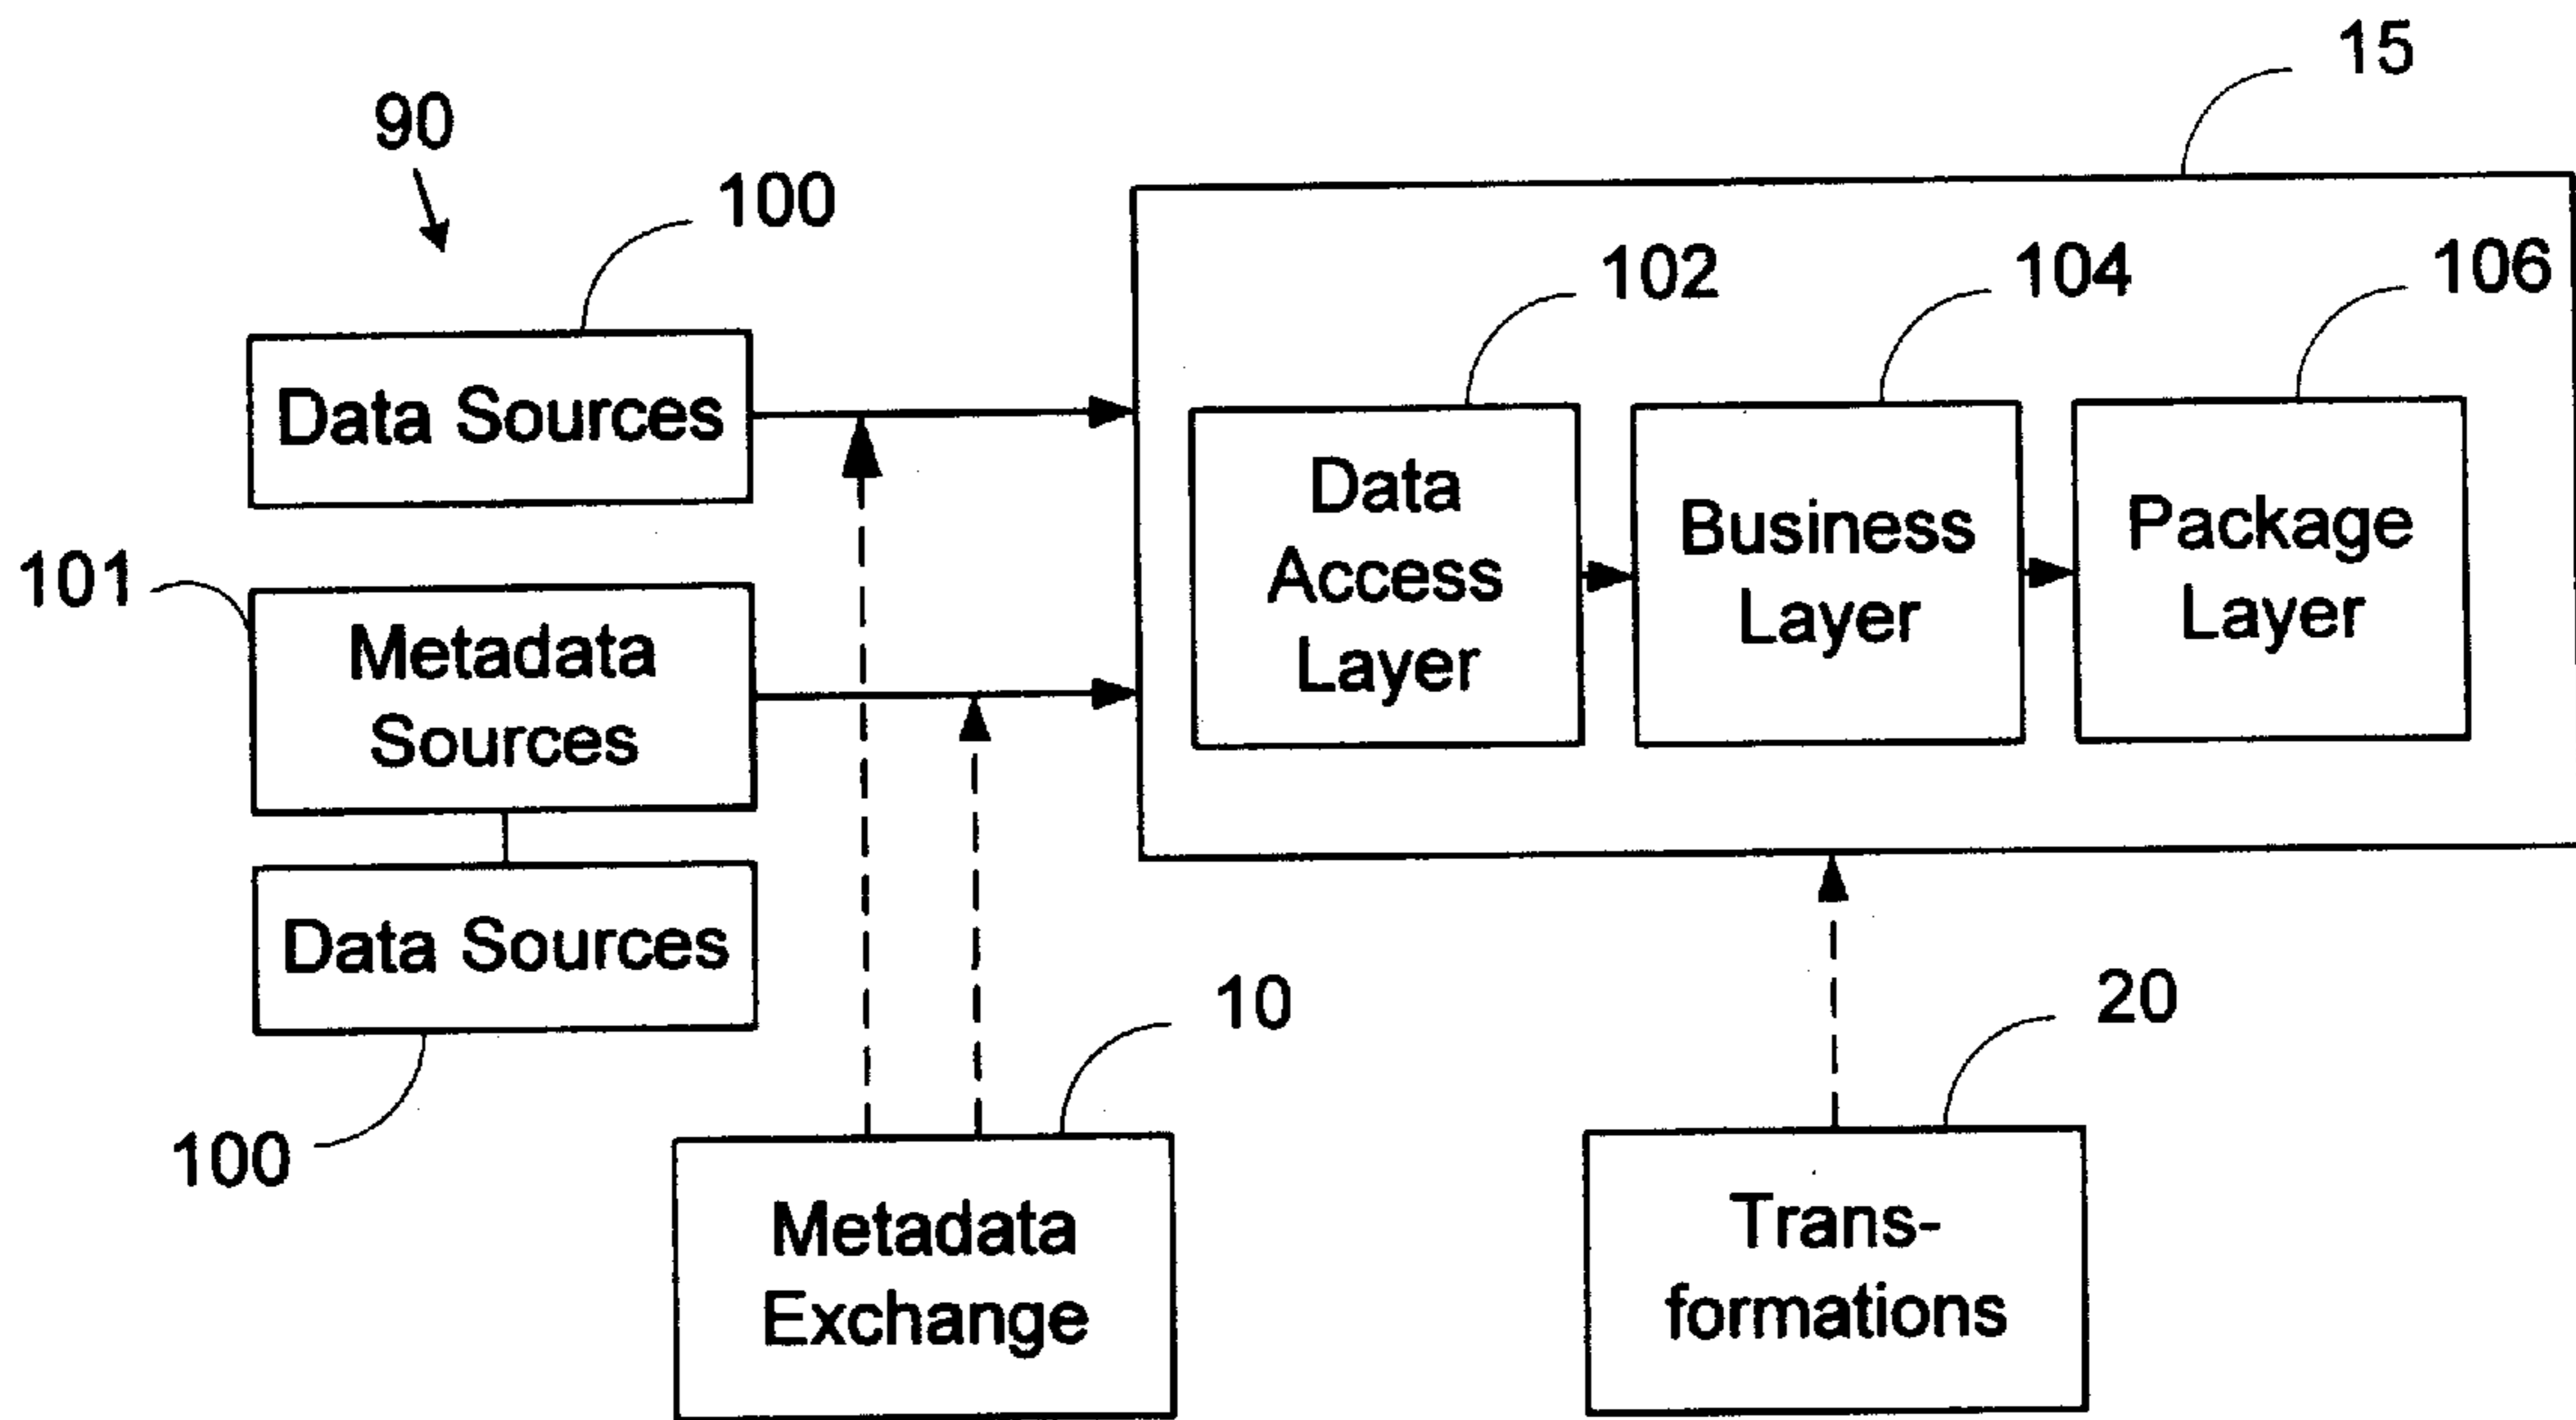 15
90
100
102
104
106
Data Sources
Data
Access
Layer
Business
Layer
Package
Layer
101
Metadata
Sources
Data Sources
100
10
20
Metadata
Exchange
Trans-
formations